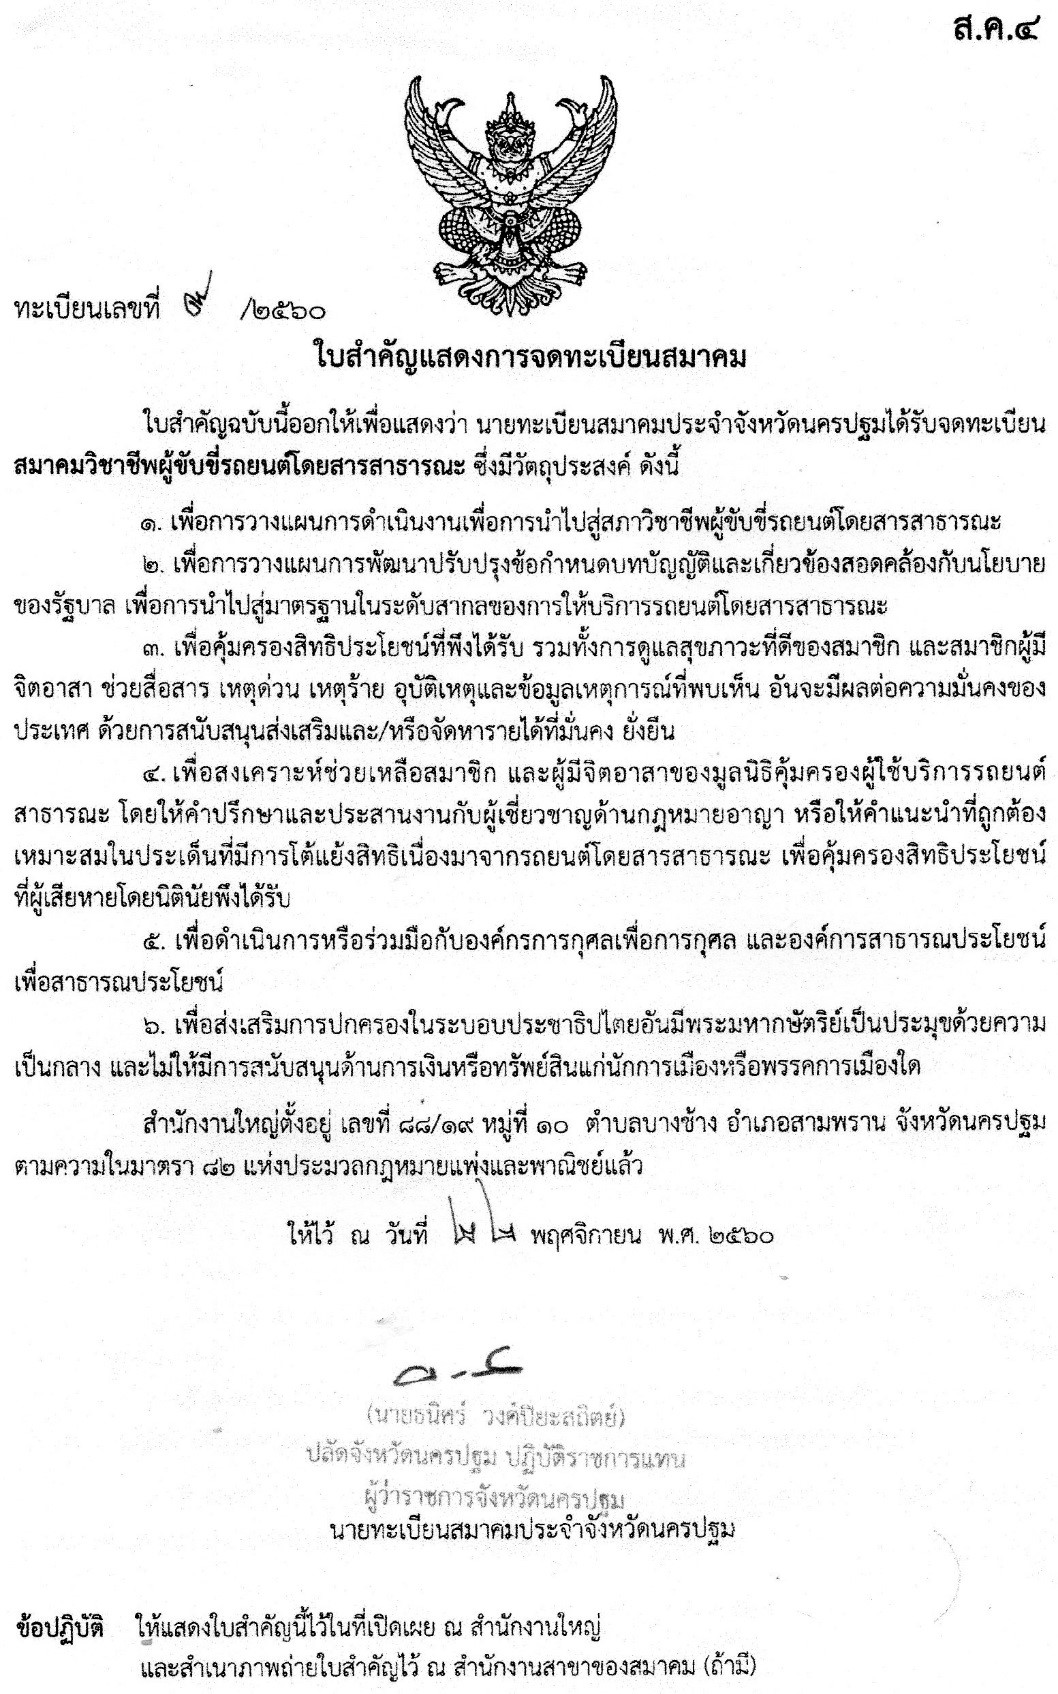 ส.ค.๔
ทะเบียนเลขที่ ๗ /๒๕๖๐
ใบสำคัญแสดงการจดทะเบียนสมาคม
ใบสำคัญฉบับนี้ออกให้เพื่อแสดงว่า นายทะเบียนสมาคมประจำจังหวัดนครปฐมได้รับจดทะเบียน
สมาคมวิชาชีพผู้ขับขี่รถยนต์โดยสารสาธารณะ ซึ่งมีวัตถุประสงค์ ดังนี้
๑. เพื่อการวางแผนการดำเนินงานเพื่อการนำไปสู่สภาวิชาชีพผู้ขับขี่รถยนต์โดยสารสาธารณะ
๒. เพื่อการวางแผนการพัฒนาปรับปรุงข้อกำหนดบทบัญญัติและเกี่ยวข้องสอดคล้องกับนโยบาย
ของรัฐบาล เพื่อการนำไปสู่มาตรฐานในระดับสากลของการให้บริการรถยนต์โดยสารสาธารณะ
๓. เพื่อคุ้มครองสิทธิประโยชน์ที่พึงได้รับ รวมทั้งการดูแลสุขภาวะที่ดีของสมาชิก และสมาชิกผู้มี
จิตอาสา ช่วยสื่อสาร เหตุด่วน เหตุร้าย อุบัติเหตุและข้อมูลเหตุการณ์ที่พบเห็น อันจะมีผลต่อความมั่นคงของ
ประเทศ ด้วยการสนับสนุนส่งเสริมและ/หรือจัดหารายได้ที่มั่นคง ยั่งยืน
๔. เพื่อสงเคราะห์ช่วยเหลือสมาชิก และผู้มีจิตอาสาของมูลนิธิคุ้มครองผู้ใช้บริการรถยนต์
สาธารณะ โดยให้คำปรึกษาและประสานงานกับผู้เชี่ยวชาญด้านกฎหมายอาญา หรือให้คำแนะนำที่ถูกต้อง
เหมาะสมในประเด็นที่มีการโต้แย้งสิทธิเนื่องมาจากรถยนต์โดยสารสาธารณะ เพื่อคุ้มครองสิทธิประโยชน์
ที่ผู้เสียหายโดยนิตินัยพึงได้รับ
๕. เพื่อดำเนินการหรือร่วมมือกับองค์กรการกุศลเพื่อการกุศล และองค์การสาธารณประโยชน์
เพื่อสาธารณประโยชน์
๖. เพื่อส่งเสริมการปกครองในระบอบประชาธิปไตยอันมีพระมหากษัตริย์เป็นประมุขด้วยความ
เป็นกลาง และไม่ให้มีการสนับสนุนด้านการเงินหรือทรัพย์สินแก่นักการเมืองหรือพรรคการเมืองใด
สำนักงานใหญ่ตั้งอยู่ เลขที่ ๘๘/๑๙ หมู่ที่ ๑๐ ตำบลบางช้าง อำเภอสามพราน จังหวัดนครปฐม
ตามความในมาตรา ๘๒ แห่งประมวลกฎหมายแพ่งและพาณิชย์แล้ว
ให้ไว้ ณ วันที่ ๒๒ พฤศจิกายน พ.ศ. ๒๕๖๐
(นายธนิศร์ วงค์ปิยะสถิตย์)
ปลัดจังหวัดนครปฐม ปฏิบัติราชการแทน
ผู้ว่าราชการจังหวัดนครปฐม
นายทะเบียนสมาคมประจำจังหวัดนครปฐม
ข้อปฏิบัติ ให้แสดงใบสำคัญนี้ไว้ในที่เปิดเผย ณ สำนักงานใหญ่
และสำเนาภาพถ่ายใบสำคัญไว้ ณ สำนักงานสาขาของสมาคม (ถ้ามี)